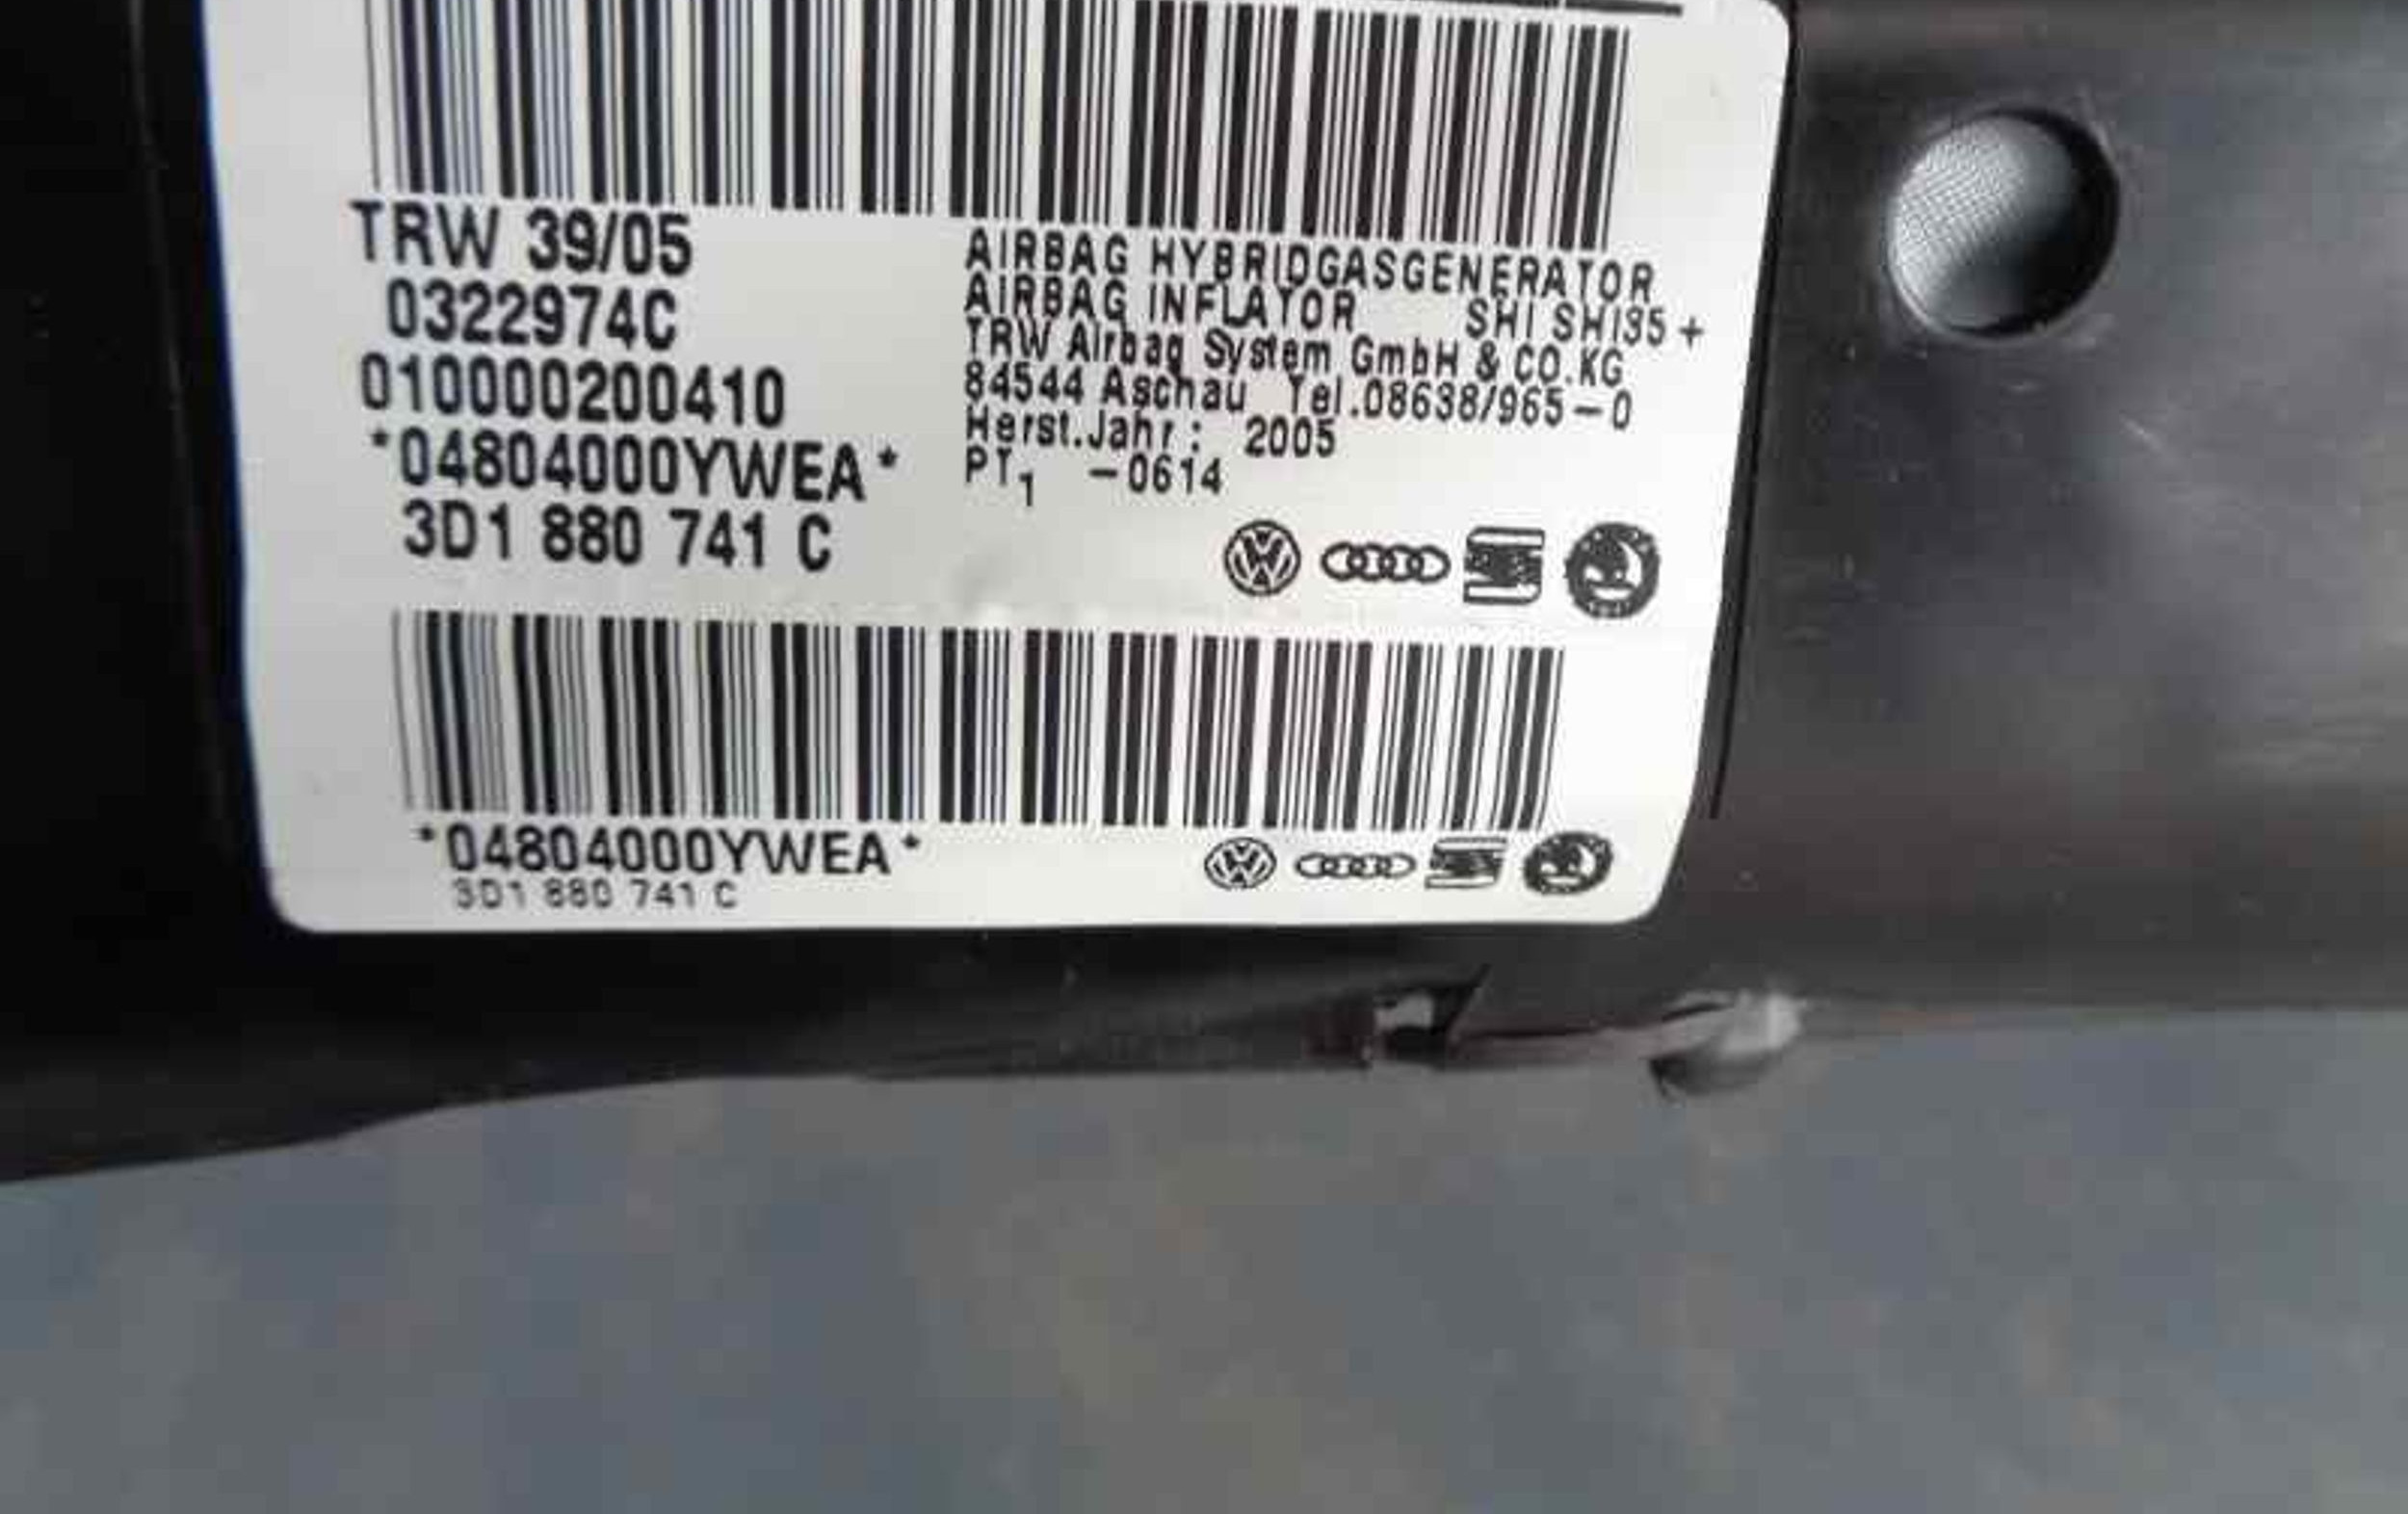 TRW 39/05
0322974C
010000200410
*04804000YWEA*
3D1 880 741 C
AIRBAG HYBRIDGASGENERATOR
AIRBAG INFLATOR SHI SHI35+
TRW Airbag System GmbH & CO.KG
84544 Aschau Tel.08638/965-0
Herst.Jahr: 2005
PT1 -0614
*04804000YWEA*
3D1 880 741 C